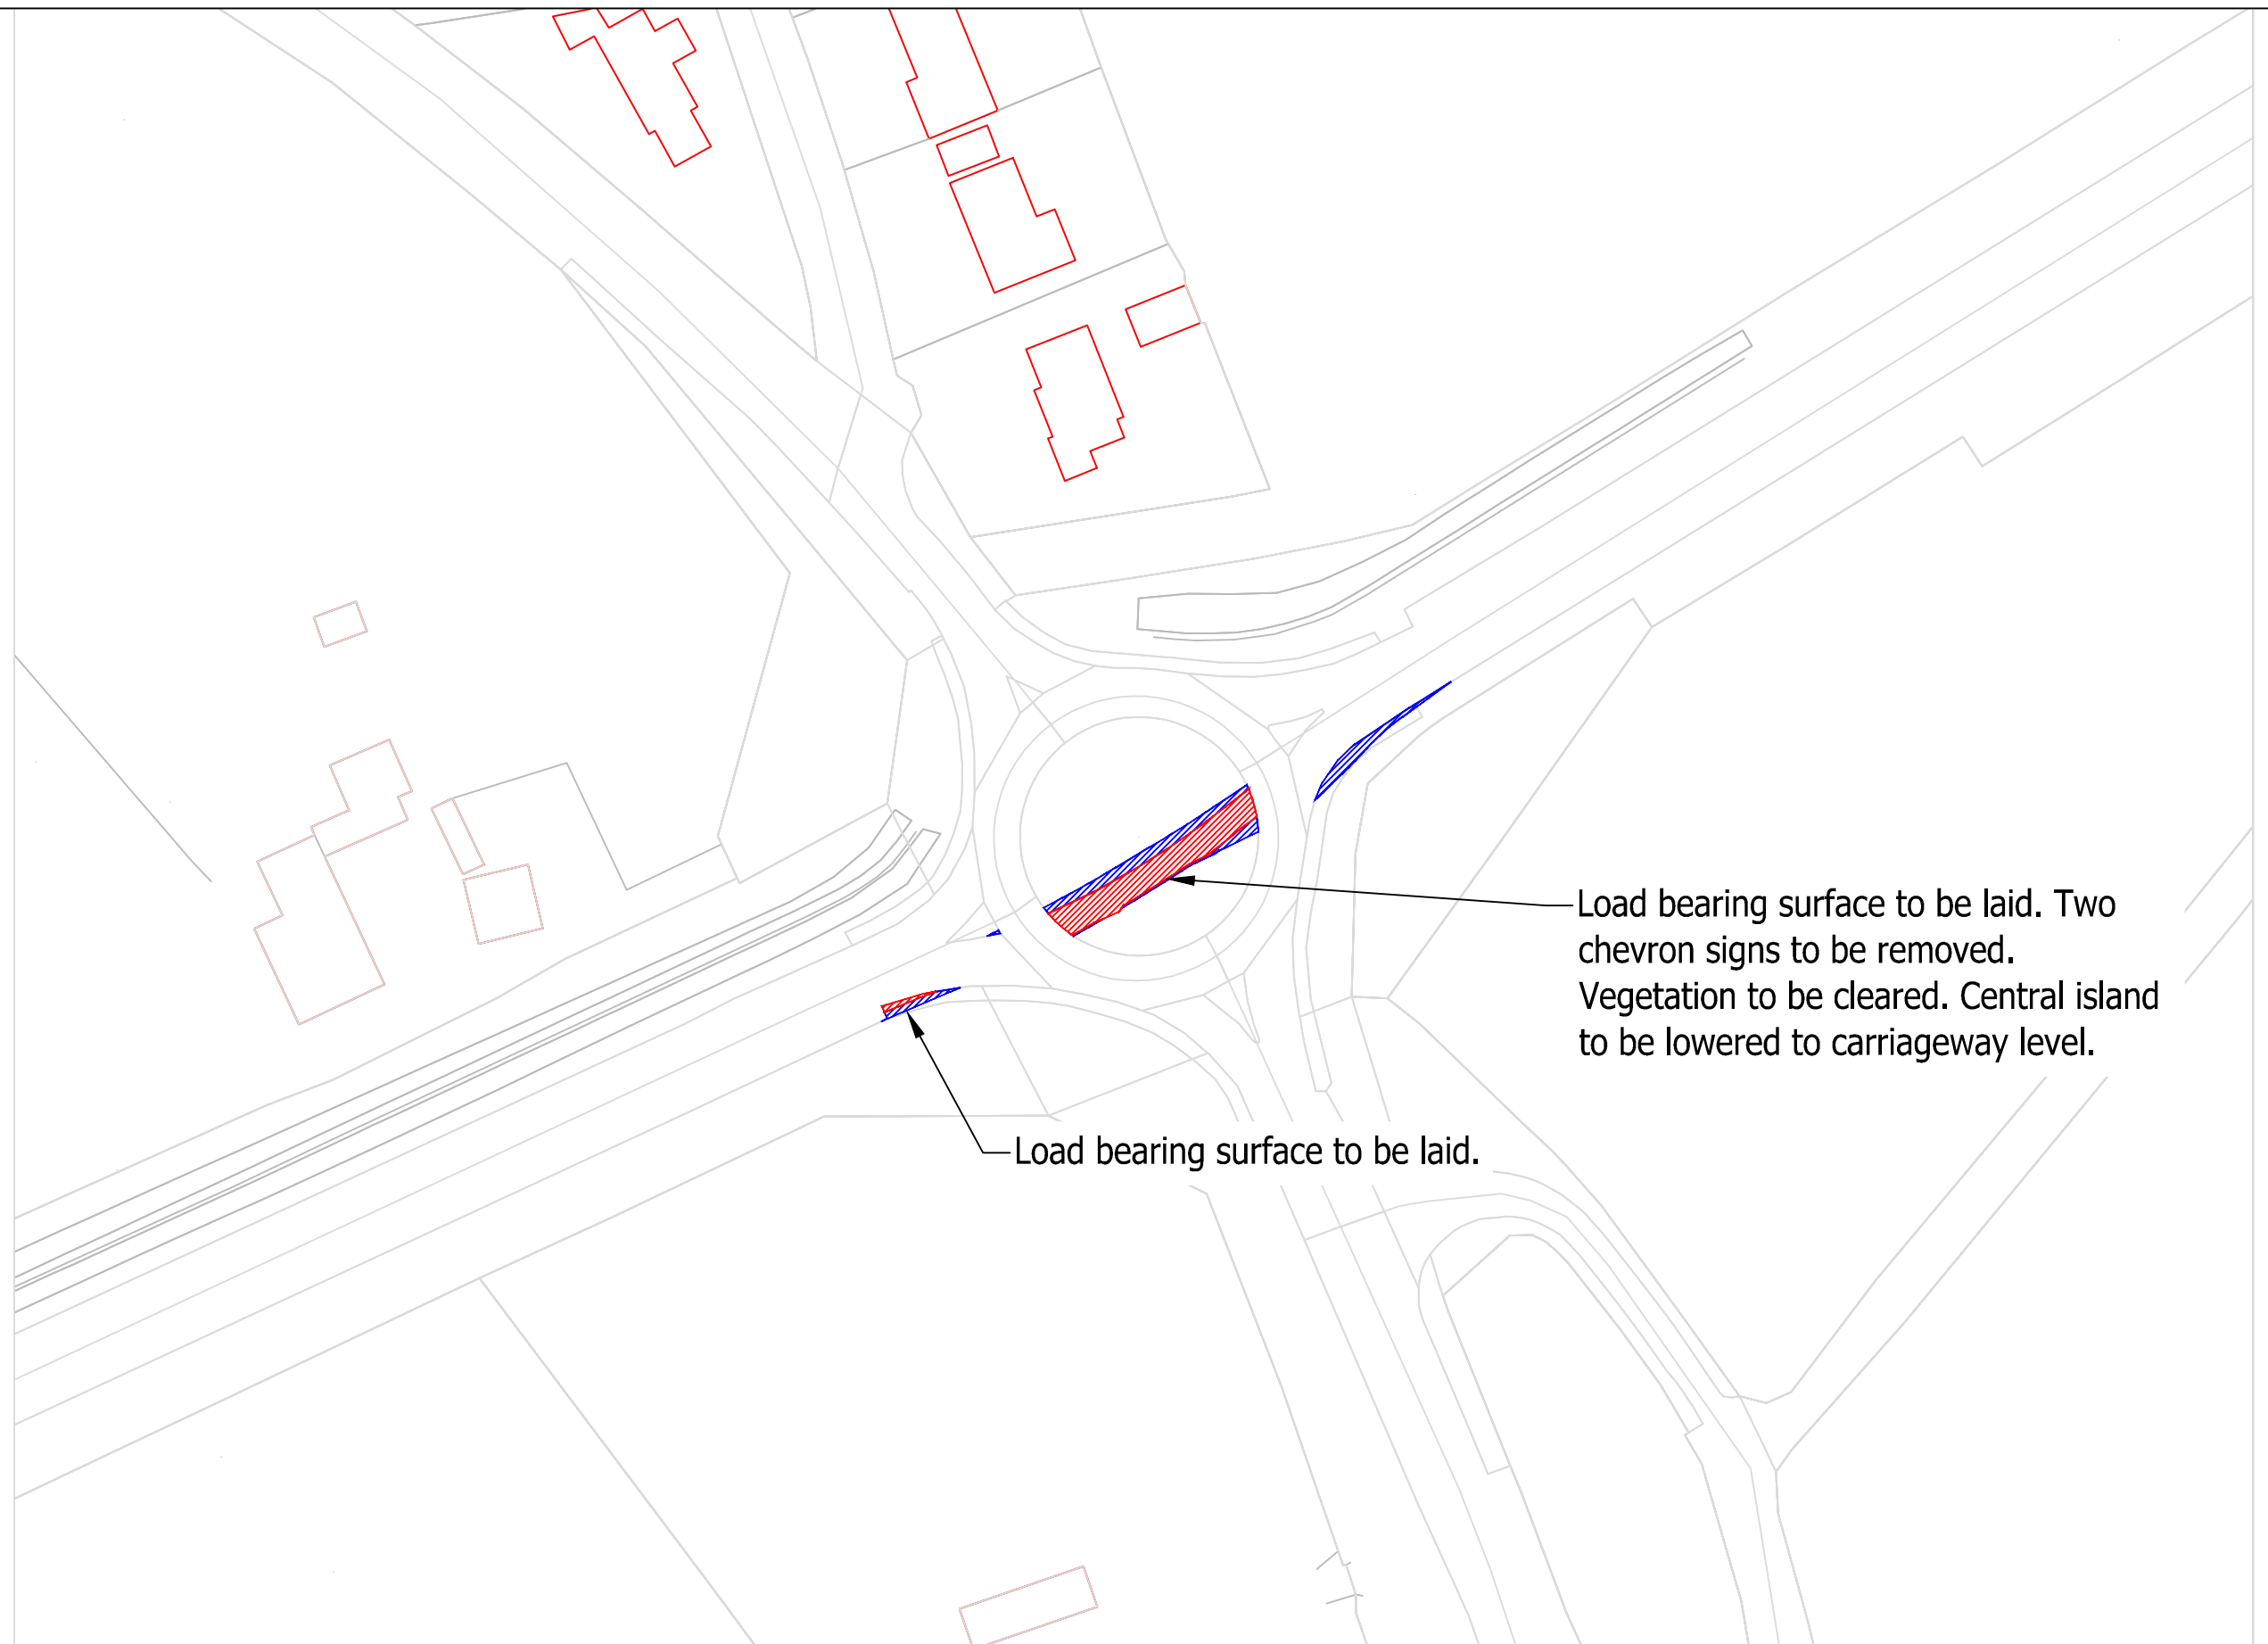 Load bearing surface to be laid. Two
chevron signs to be removed.
Vegetation to be cleared. Central island
to be lowered to carriageway level.
Load bearing surface to be laid.